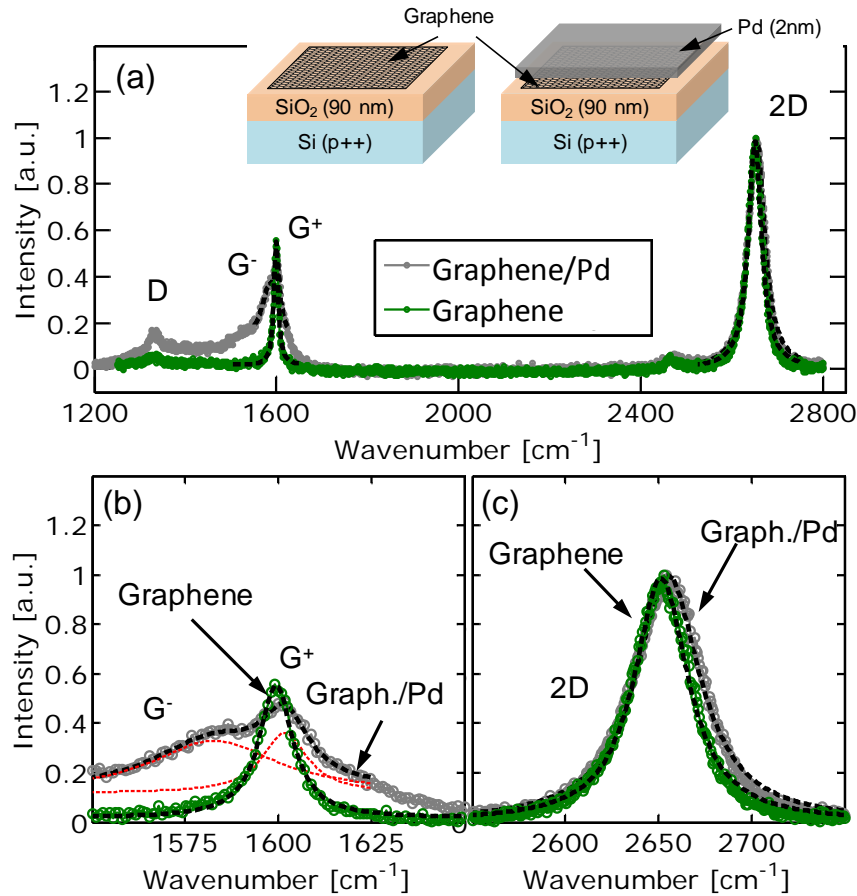 Graphene
Pd (2nm)
(a)
SiO₂ (90 nm)
Si (p++)
SiO₂ (90 nm)
Si (p++)
2D
G⁺
G⁻
D
Graphene/Pd
Graphene
Intensity [a.u.]
1.2
1
0.8
0.6
0.4
0.2
0
1200
1600
2000
2400
2800
Wavenumber [cm⁻¹]
(b)
Graphene
G⁺
G⁻
Graph./Pd
Intensity [a.u.]
1.2
1
0.8
0.6
0.4
0.2
0
1575
1600
1625
Wavenumber [cm⁻¹]
(c)
Graphene
Graph./Pd
2D
2600
2650
2700
Wavenumber [cm⁻¹]